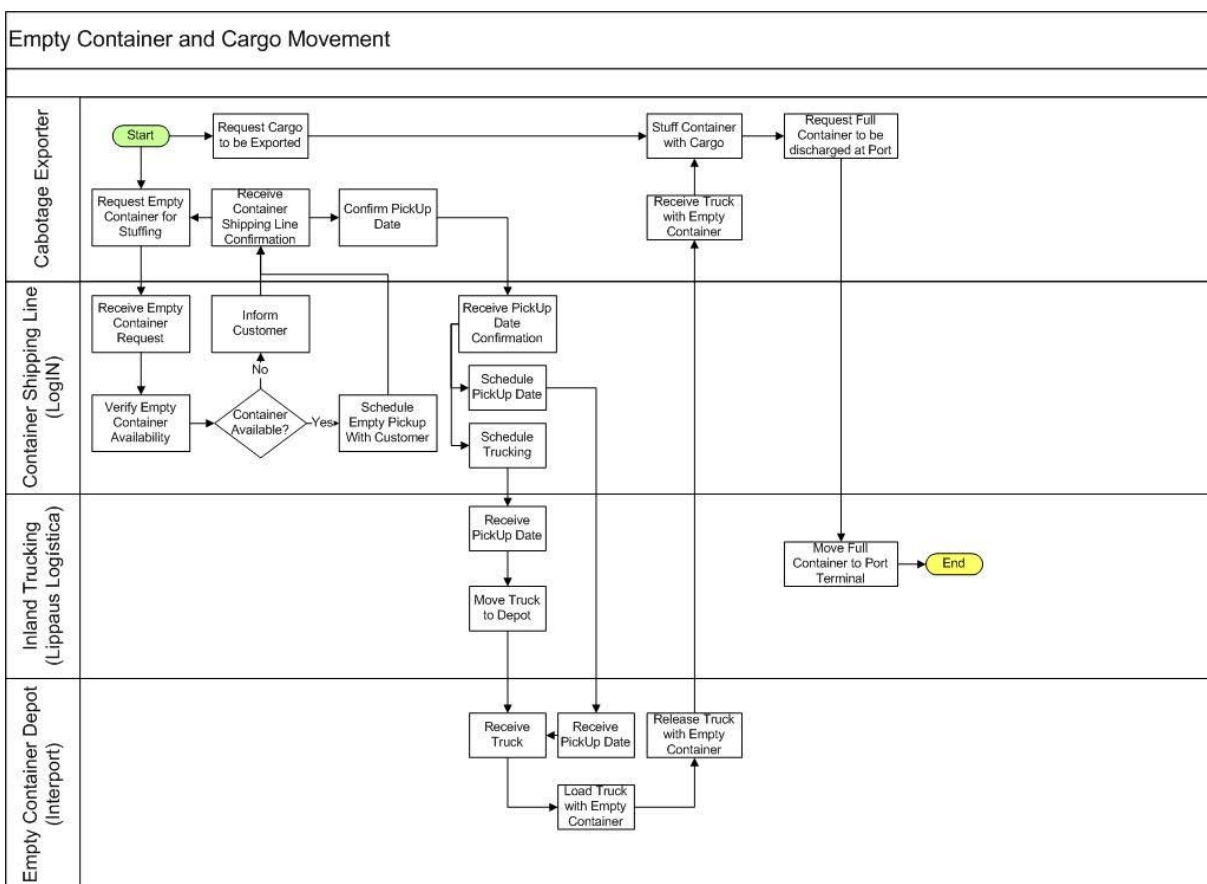 Empty Container and Cargo Movement
Cabotage Exporter
Start
Request Cargo
to be Exported
Stuff Container
with Cargo
Request Full
Container to be
discharged at Port
Request Empty
Container for
Stuffing
Receive
Container
Shipping Line
Confirmation
Confirm PickUp
Date
Receive Truck
with Empty
Container
Container Shipping Line
(LogIN)
Receive Empty
Container
Request
Inform
Customer
Receive PickUp
Date
Confirmation
No
Schedule
PickUp Date
Verify Empty
Container
Availability
Container
Available?
Yes
Schedule
Empty Pickup
With Customer
Schedule
Trucking
Inland Trucking
(Lippaus Logística)
Receive
PickUp Date
Move Full
Container to Port
Terminal
End
Move Truck
to Depot
Empty Container Depot
(Interport)
Receive
Truck
Receive
PickUp Date
Release Truck
with Empty
Container
Load Truck
with Empty
Container